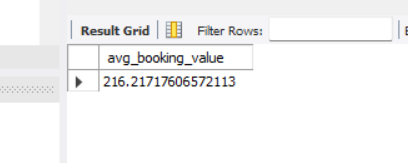 Result Grid Filter Rows:
avg_booking_value
216.21717606572113